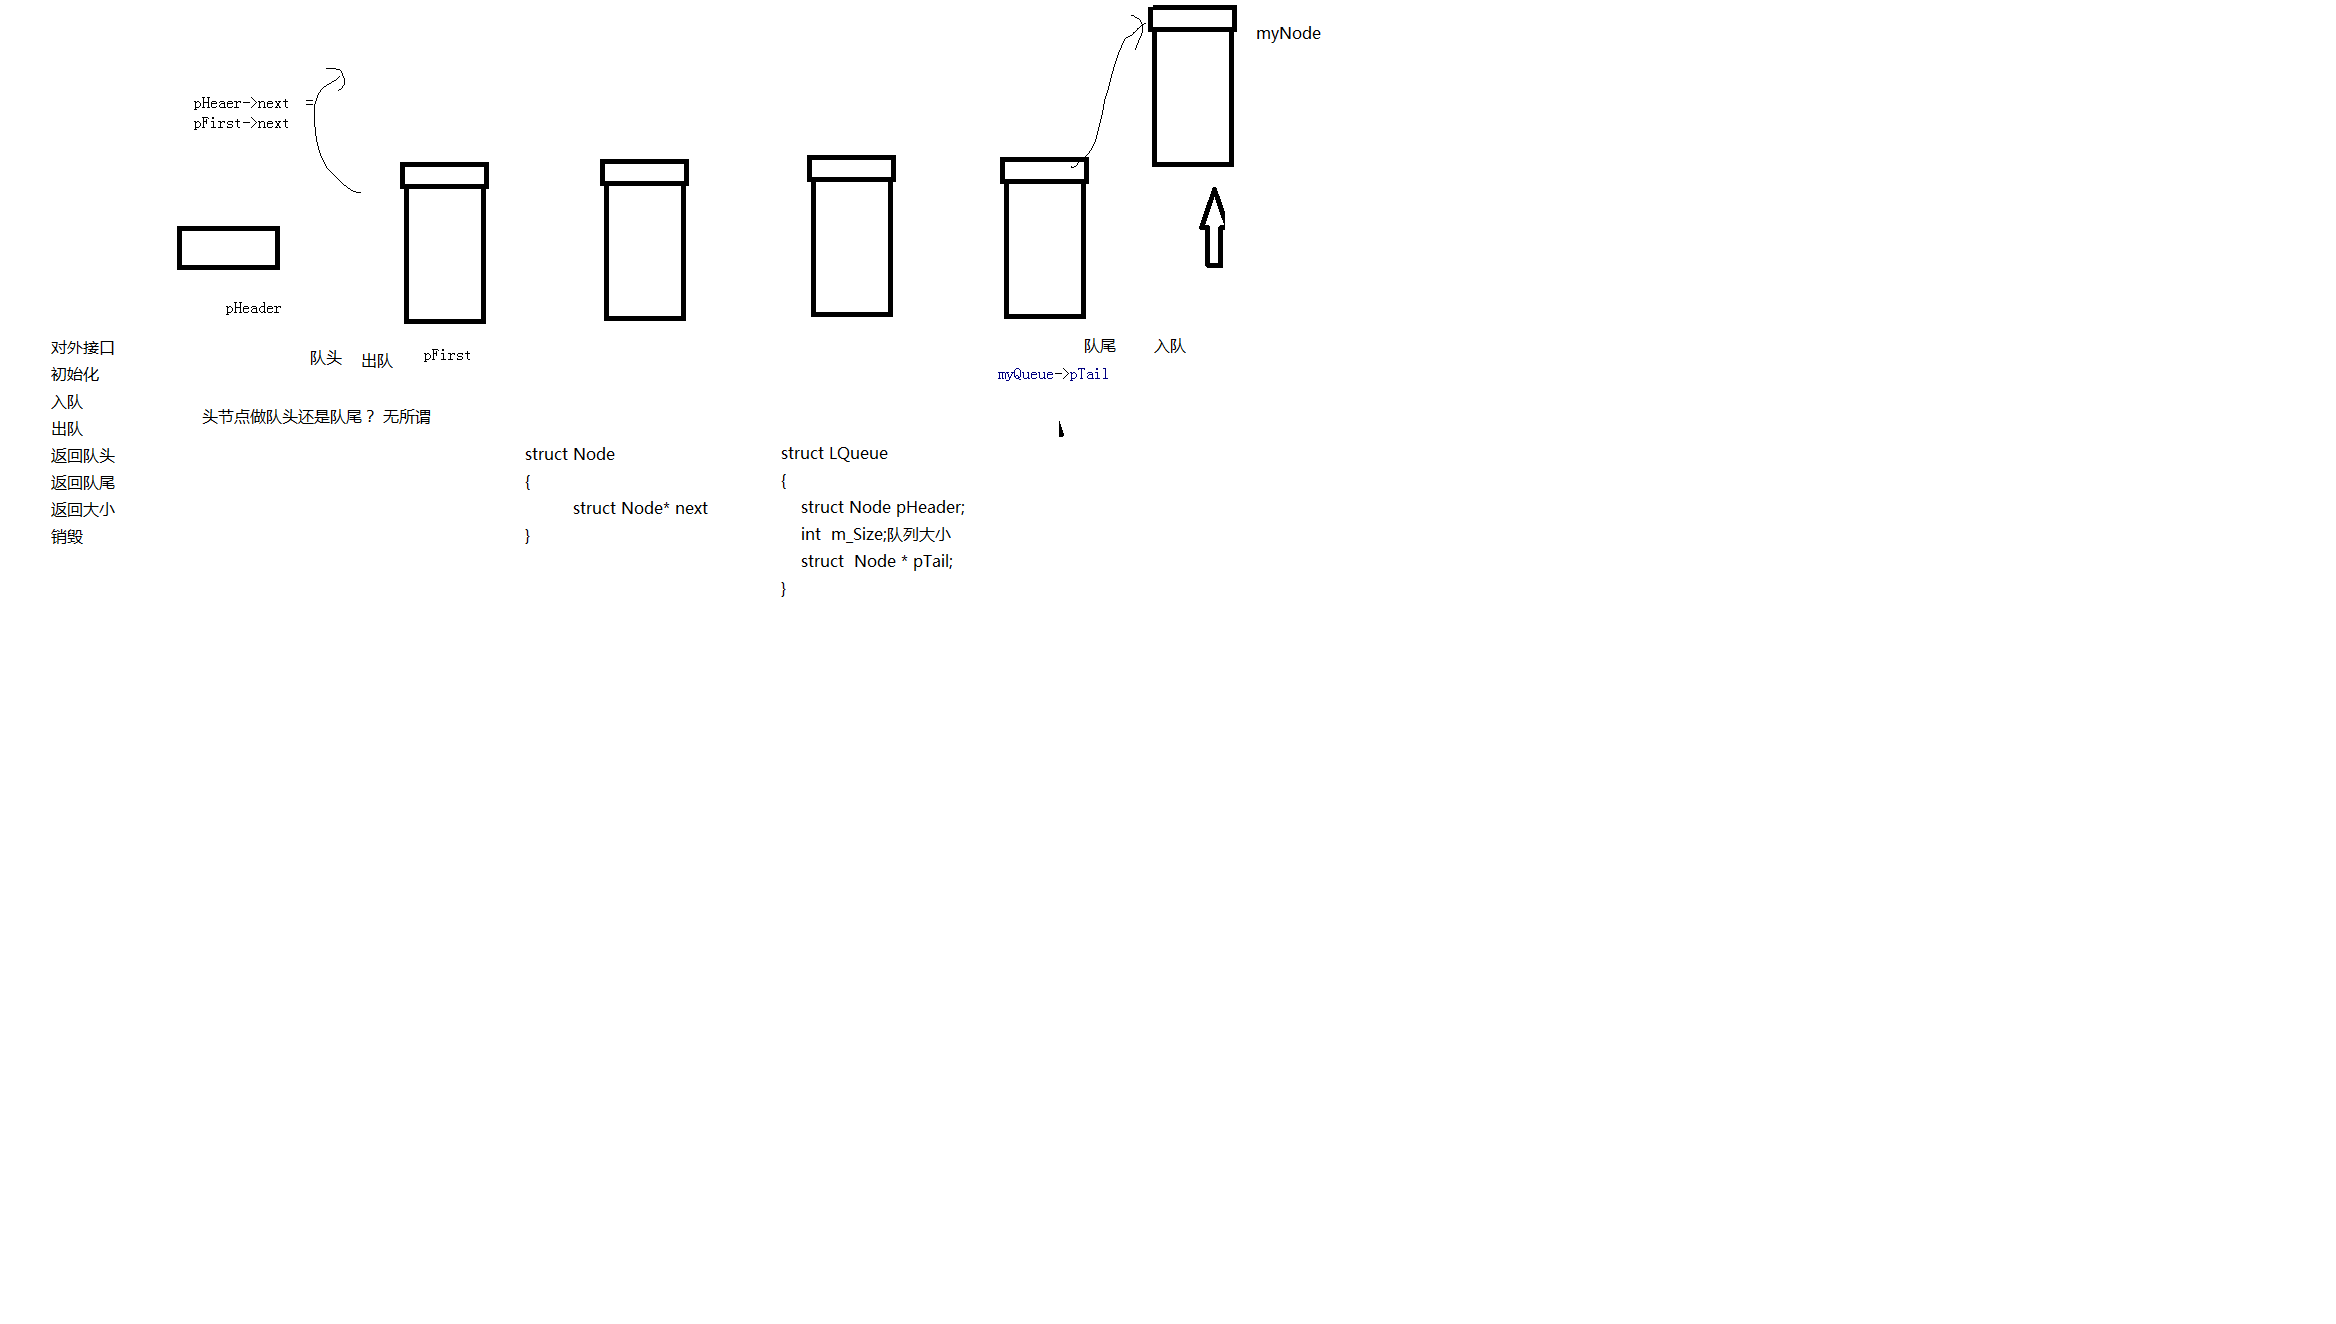 myNode
pHeaer->next  =
pFirst->next
pHeader
队头 出队 pFirst
队尾 入队
myQueue->pTail
对外接口
初始化
入队
出队
返回队头
返回队尾
返回大小
销毁
头节点做队头还是队尾？ 无所谓
struct Node
{
struct Node* next
}
struct LQueue
{
struct Node pHeader;
int  m_Size;队列大小
struct  Node * pTail;
}